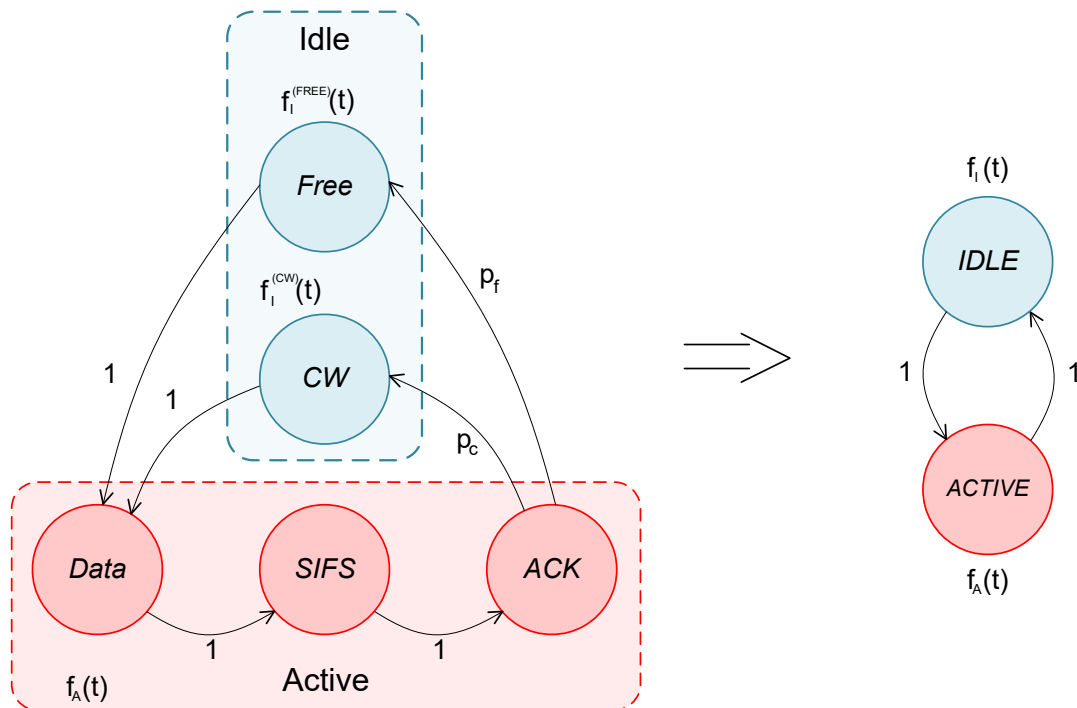 Idle
f_I^(FREE)(t)
Free
f_I^(CW)(t)
CW
1
1
p_f
p_c
Data
SIFS
ACK
1
1
f_A(t)
Active
f_I(t)
IDLE
1
1
ACTIVE
f_A(t)